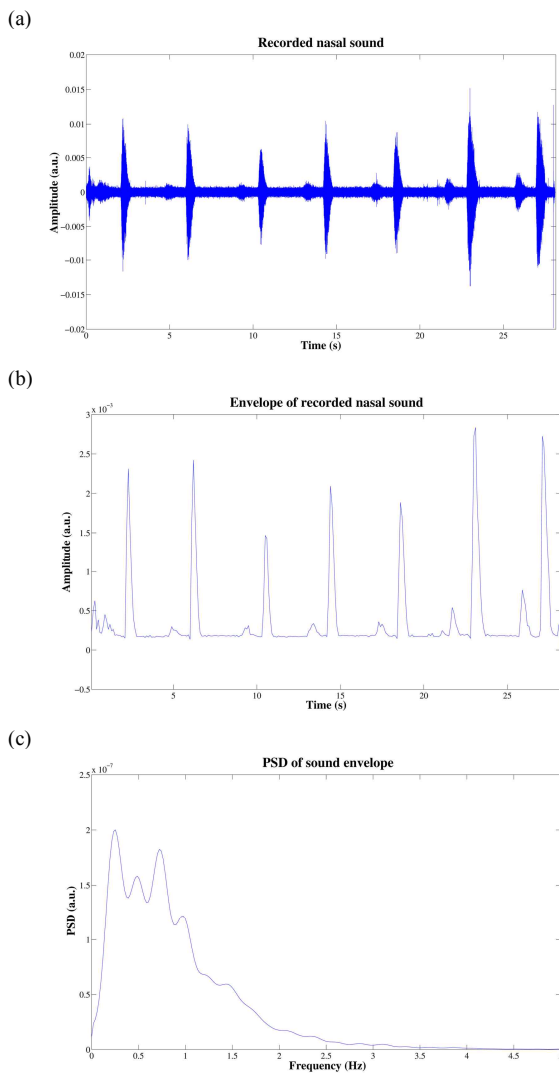 (a)
Recorded nasal sound
0.02
0.015
0.01
0.005
0
−0.005
−0.01
−0.015
−0.02
Amplitude (a.u.)
0 5 10 15 20 25
Time (s)
(b)
Envelope of recorded nasal sound
x 10⁻³
3
2.5
2
1.5
1
0.5
0
−0.5
Amplitude (a.u.)
5 10 15 20 25
Time (s)
(c)
PSD of sound envelope
x 10⁻⁷
2.5
2
1.5
1
0.5
0
PSD (a.u.)
0 0.5 1 1.5 2 2.5 3 3.5 4 4.5
Frequency (Hz)